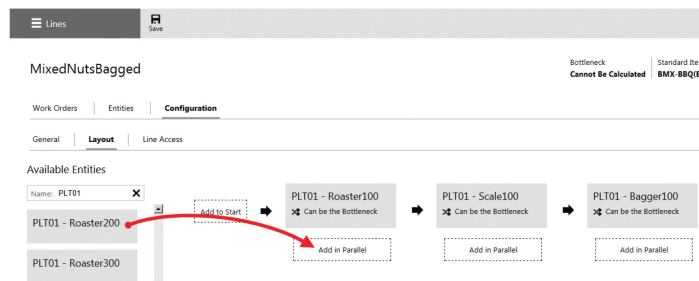 Lines
Save
MixedNutsBagged
Bottleneck
Cannot Be Calculated
Standard Ite
BMX-BBQ(B
Work Orders
Entities
Configuration
General
Layout
Line Access
Available Entities
Name: PLT01
PLT01 - Roaster200
PLT01 - Roaster300
Add to Start
PLT01 - Roaster100
Can be the Bottleneck
Add in Parallel
PLT01 - Scale100
Can be the Bottleneck
Add in Parallel
PLT01 - Bagger100
Can be the Bottleneck
Add in Parallel